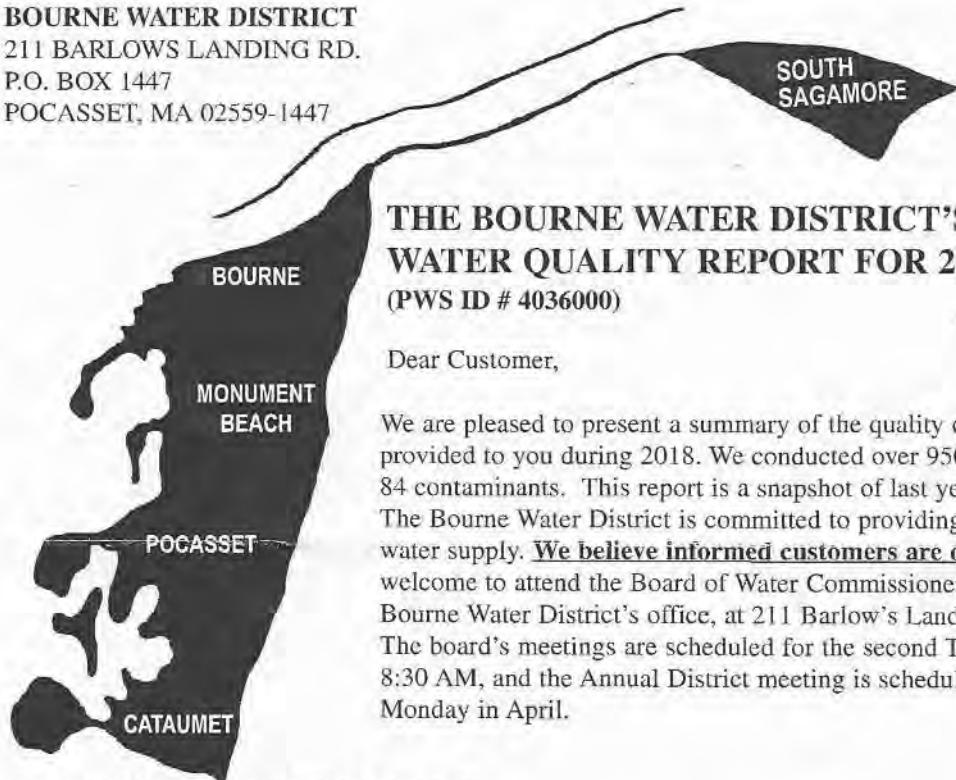 BOURNE WATER DISTRICT
211 BARLOWS LANDING RD.
P.O. BOX 1447
POCASSET, MA 02559-1447
SOUTH
SAGAMORE
THE BOURNE WATER DISTRICT'S
WATER QUALITY REPORT FOR 2
(PWS ID # 4036000)
BOURNE
Dear Customer,
MONUMENT
BEACH
We are pleased to present a summary of the quality
provided to you during 2018. We conducted over 950
84 contaminants. This report is a snapshot of last
The Bourne Water District is committed to providing
water supply. We believe informed customers are
welcome to attend the Board of Water
Bourne Water District's office, at 211 Barlow's
The board's meetings are scheduled for the second
8:30 AM, and the Annual District meeting is
Monday in April.
POCASSET
CATAUMET